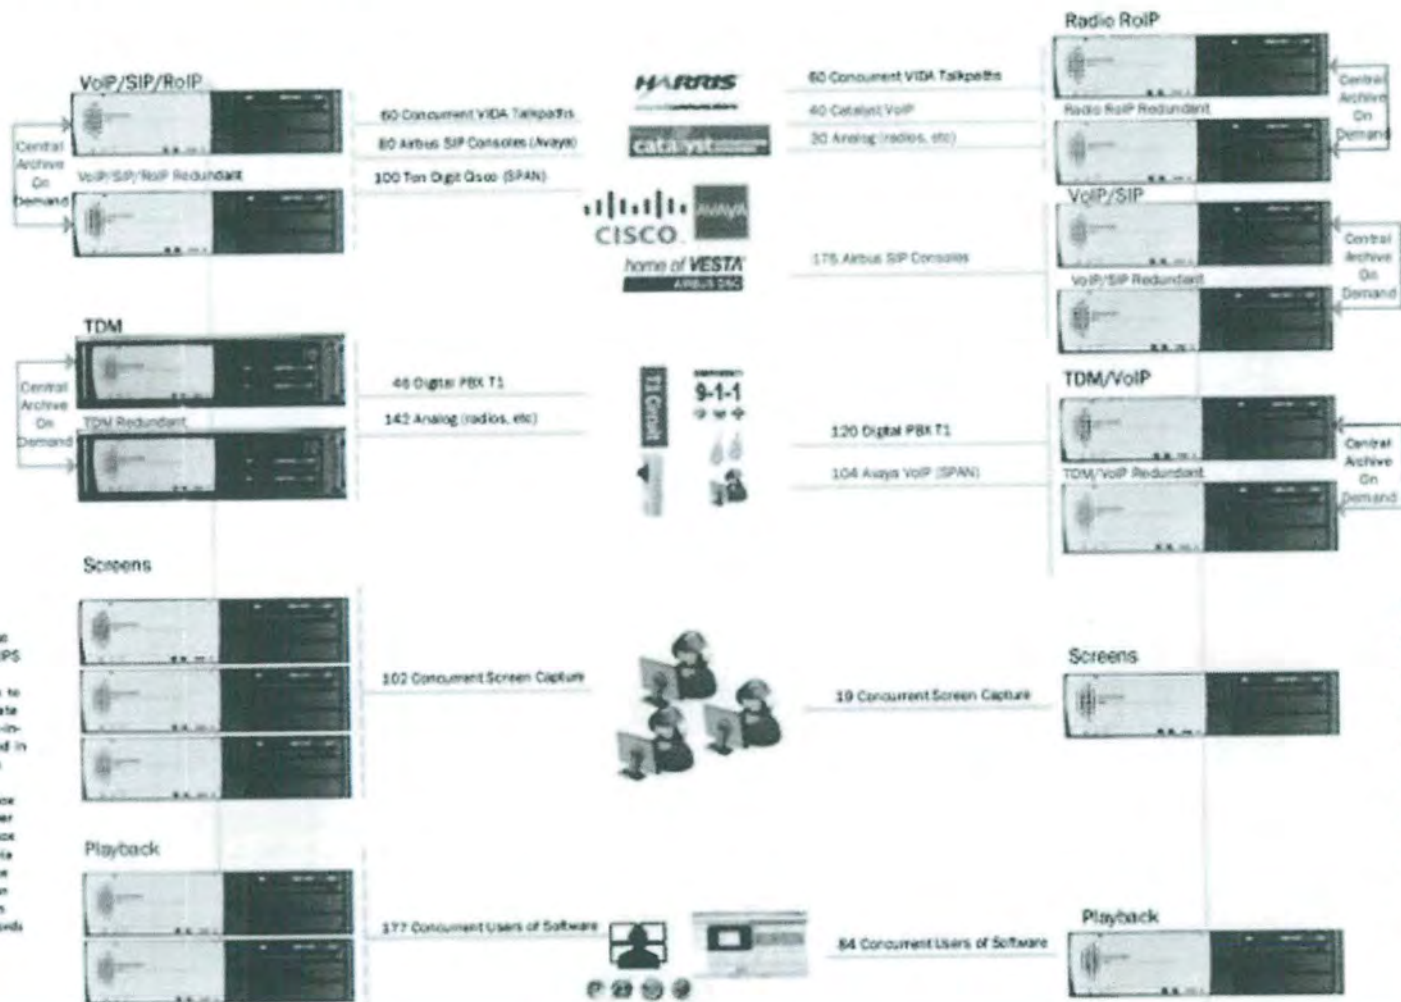 VoIP/SIP/RoIP
Central
Archive
On
Demand
VoIP/SIP/RoIP Redundant
60 Concurrent VIDA Talkpaths
80 Airbus SIP Consoles (Avaya)
100 Ten Digit Cisco (SPAN)
TDM
Central
Archive
On
Demand
TDM Redundant
46 Digital PBX T1
142 Analog (radios, etc)
Screens
102 Concurrent Screen Capture
Playback
177 Concurrent Users of Software
HARRIS
catalyst
CISCO
AVAYA
home of VESTA
AIRBUS DSC
T1 Circuit
9-1-1
Radio RoIP
60 Concurrent VIDA Talkpaths
40 Catalyst VoIP
20 Analog (radios, etc)
Radio RoIP Redundant
Central
Archive
On
Demand
VoIP/SIP
175 Airbus SIP Consoles
VoIP/SIP Redundant
Central
Archive
On
Demand
TDM/VoIP
120 Digital PBX T1
104 Avaya VoIP (SPAN)
TDM/VoIP Redundant
Central
Archive
On
Demand
Screens
19 Concurrent Screen Capture
Playback
84 Concurrent Users of Software